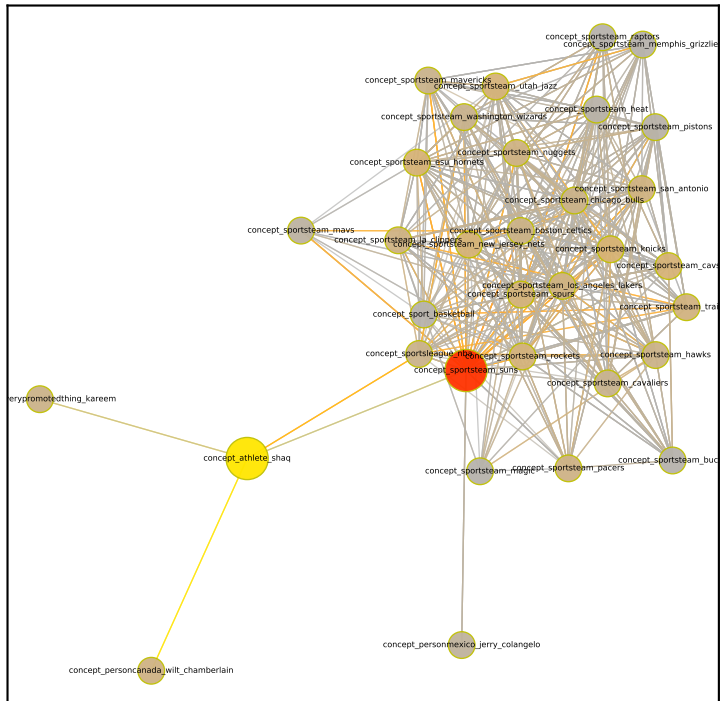 concept_sportsteam_raptors
concept_sportsteam_memphis_grizzlie
concept_sportsteam_mavericks
concept_sportsteam_utah_jazz
concept_sportsteam_heat
concept_sportsteam_washington_wizards
concept_sportsteam_pistons
concept_sportsteam_nuggets
concept_sportsteam_esu_hornets
concept_sportsteam_san_antonio
concept_sportsteam_chicago_bulls
concept_sportsteam_mavs
concept_sportsteam_boston_celtics
concept_sportsteam_la_clippers
concept_sportsteam_new_jersey_nets
concept_sportsteam_knicks
concept_sportsteam_cavs
concept_sportsteam_los_angeles_lakers
concept_sportsteam_spurs
concept_sportsteam_trai
concept_sport_basketball
concept_sportsleague_nba
concept_sportsteam_rockets
concept_sportsteam_hawks
concept_sportsteam_suns
concept_sportsteam_cavaliers
verypromotedthing_kareem
concept_athlete_shaq
concept_sportsteam_buc
concept_sportsteam_magic
concept_sportsteam_pacers
concept_personmexico_jerry_colangelo
concept_personcanada_wilt_chamberlain